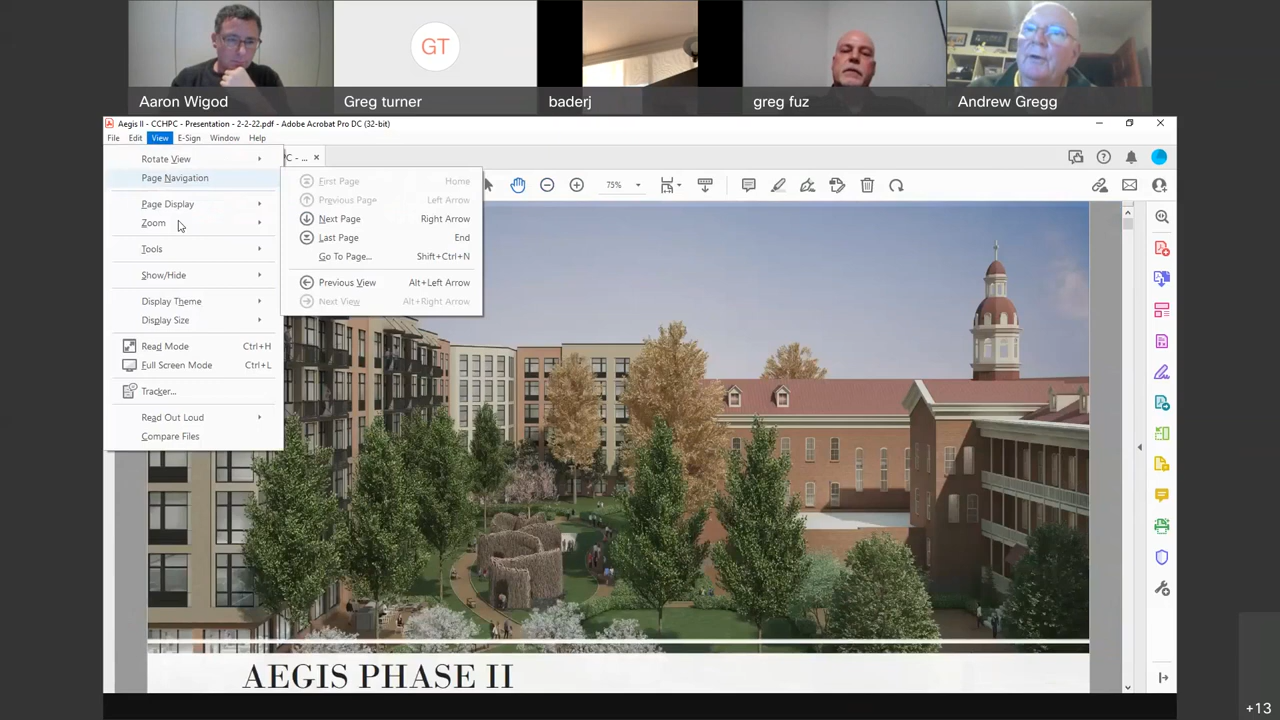 GT
Aaron Wigod
Greg turner
baderj
greg fuz
Andrew Gregg
Aegis II - CCHPC - Presentation - 2-2-22.pdf - Adobe Acrobat Pro DC (32-bit)
File Edit View E-Sign Window Help
Rotate View
C - ...
Page Navigation
Page Display
Zoom
Tools
Show/Hide
Display Theme
Display Size
Read Mode Ctrl+H
Full Screen Mode Ctrl+L
Tracker...
Read Out Loud
Compare Files
First Page Home
Previous Page Left Arrow
Next Page Right Arrow
Last Page End
Go To Page... Shift+Ctrl+N
Previous View Alt+Left Arrow
Next View Alt+Right Arrow
75%
AEGIS PHASE II
+13